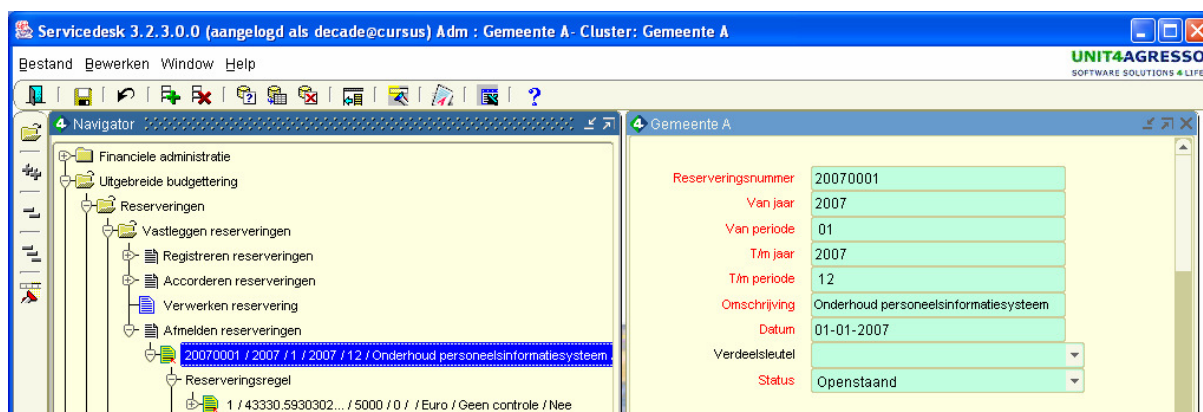 Servicedesk 3.2.3.0.0 (aangelogd als decade@cursus) Adm : Gemeente A- Cluster: Gemeente A
Bestand Bewerken Window Help
UNIT4AGRESSO
SOFTWARE SOLUTIONS 4 LIFE
Navigator
Financiele administratie
Uitgebreide budgettering
Reserveringen
Vastleggen reserveringen
Registreren reserveringen
Accorderen reserveringen
Verwerken reservering
Afmelden reserveringen
20070001 / 2007 / 1 / 2007 / 12 / Onderhoud personeelsinformatiesysteem
Reserveringsregel
1 / 43330.5930302... / 5000 / 0 / / Euro / Geen controle / Nee
Gemeente A
Reserveringsnummer 20070001
Van jaar 2007
Van periode 01
T/m jaar 2007
T/m periode 12
Omschrijving Onderhoud personeelsinformatiesysteem
Datum 01-01-2007
Verdeelsleutel
Status Openstaand